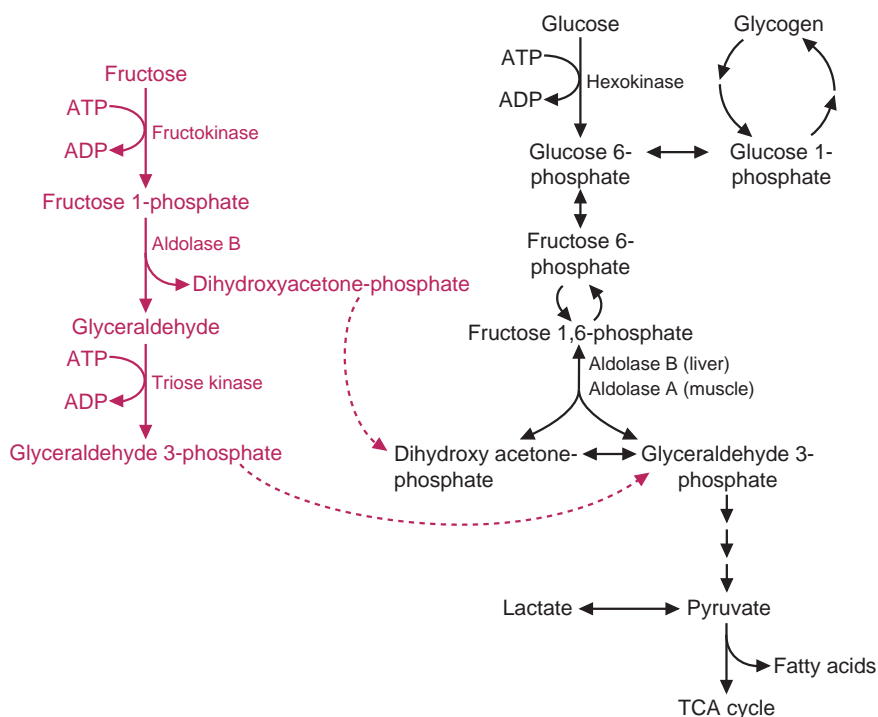 Fructose
ATP
Fructokinase
ADP
Fructose 1-phosphate
Aldolase B
Dihydroxyacetone-phosphate
Glyceraldehyde
ATP
Triose kinase
ADP
Glyceraldehyde 3-phosphate
Glucose
ATP
Hexokinase
ADP
Glycogen
Glucose 6-
phosphate
Glucose 1-
phosphate
Fructose 6-
phosphate
Fructose 1,6-phosphate
Aldolase B (liver)
Aldolase A (muscle)
Dihydroxy acetone-
phosphate
Glyceraldehyde 3-
phosphate
Lactate
Pyruvate
Fatty acids
TCA cycle